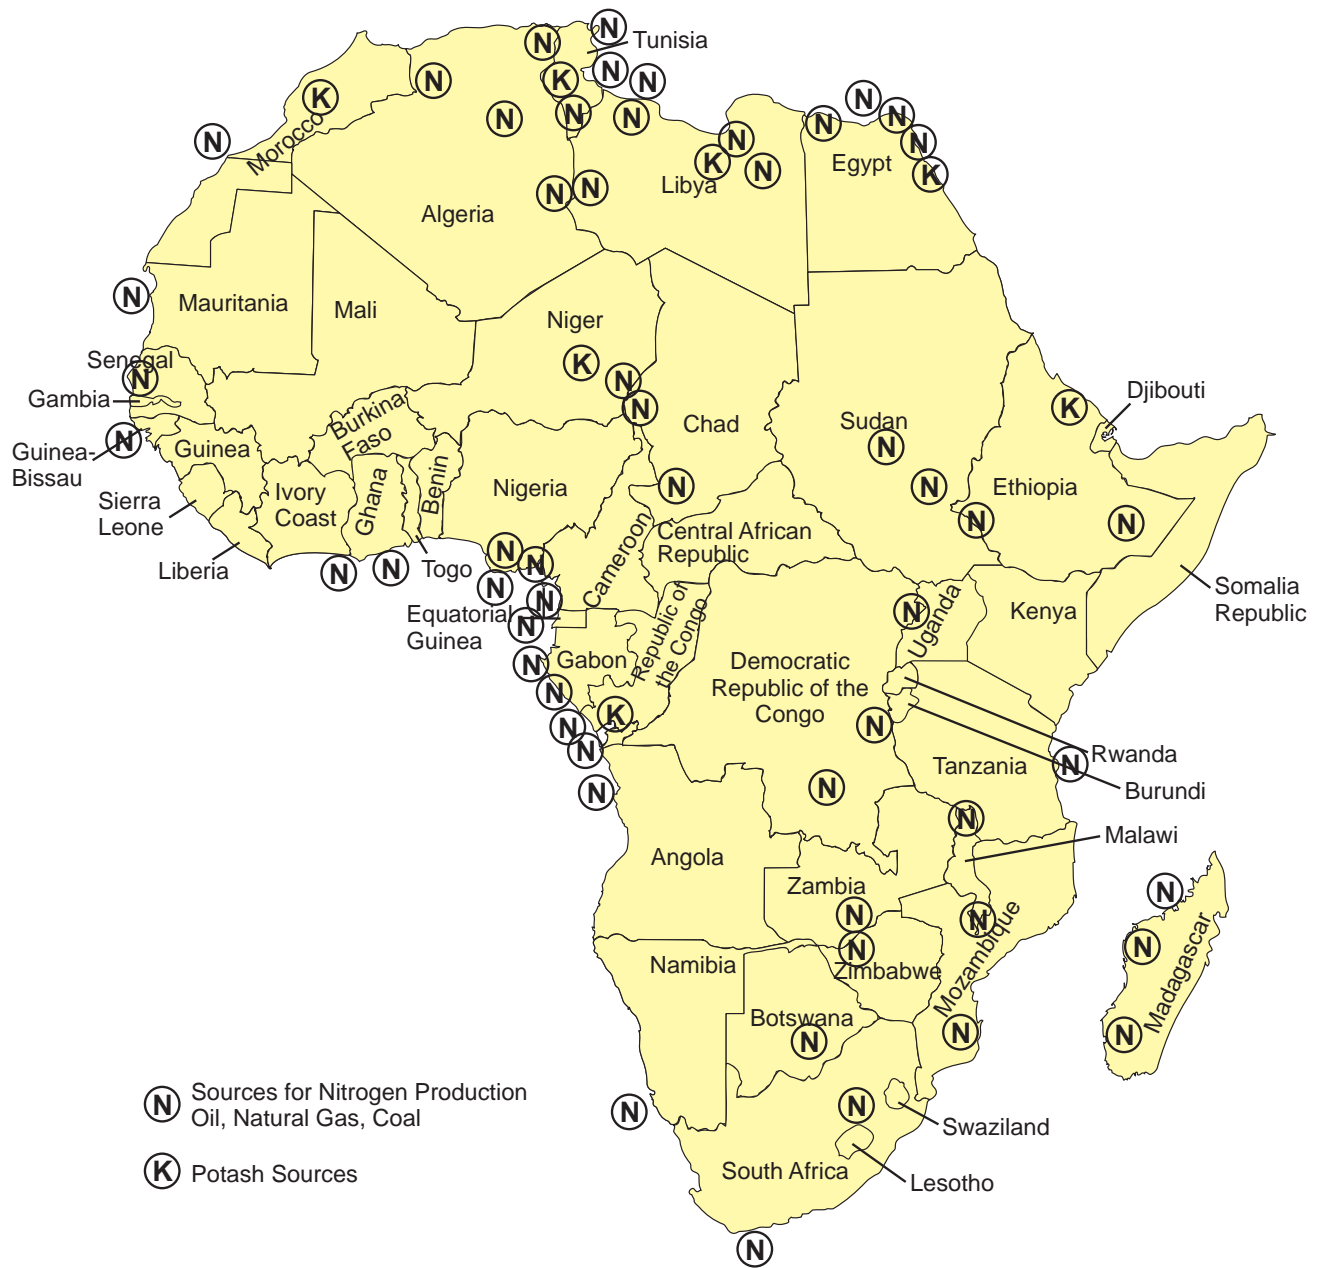 N
N
Tunisia
N
K
N
N
N
K
N
N
N
N
N
N
N
N
N
Morocco
N
K
N
Egypt
N
K
Libya
N
N
Algeria
N
Mauritania
Mali
Niger
Senegal
N
K
N
Gambia
N
K
Djibouti
Burkina
Faso
Chad
Sudan
N
Guinea-
Bissau
Guinea
N
Sierra
Leone
Ivory
Coast
Ghana
Benin
Nigeria
N
N
Ethiopia
N
N
Liberia
N
N
Togo
N
N
N
Cameroon
Central African
Republic
Somalia
Republic
Equatorial
Guinea
N
N
Republic of
the Congo
N
Uganda
Kenya
N
Gabon
N
K
N
N
N
Democratic
Republic of the
Congo
N
N
Tanzania
N
Rwanda
Burundi
N
Malawi
Angola
Zambia
N
N
N
Mozambique
N
N
Madagascar
N
Namibia
Zimbabwe
Botswana
N
N
N
N
Swaziland
South Africa
Lesotho
N
N Sources for Nitrogen Production
Oil, Natural Gas, Coal
K Potash Sources